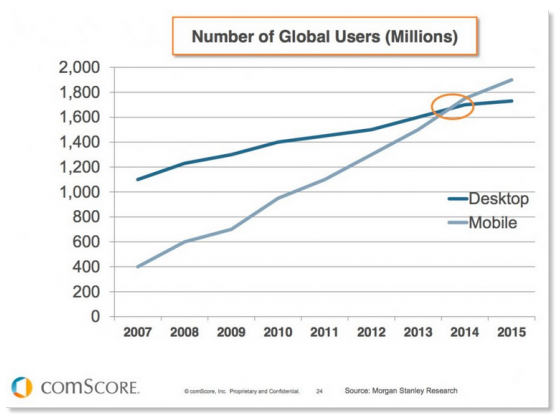 Number of Global Users (Millions)
2,000
1,800
1,600
1,400
1,200
1,000
800
600
400
200
0
Desktop
Mobile
2007 2008 2009 2010 2011 2012 2013 2014 2015
comSCORE.
© comScore, Inc. Proprietary and Confidential. 24 Source: Morgan Stanley Research